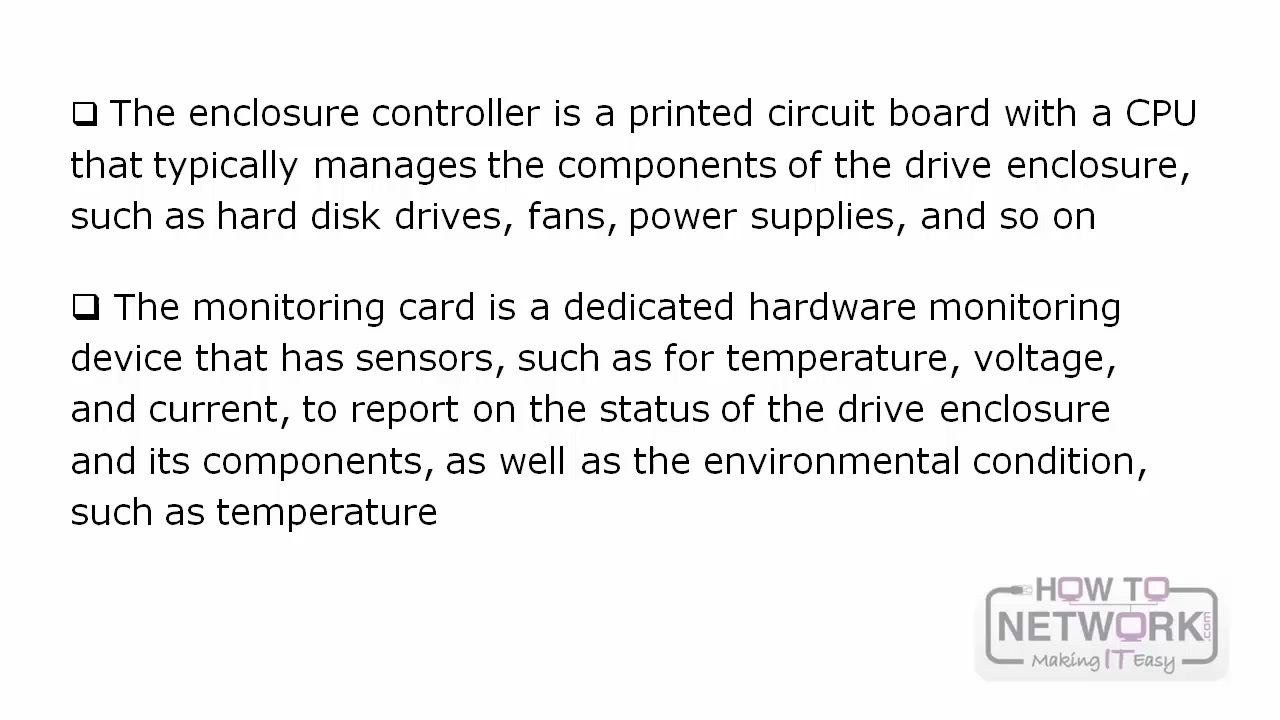 ❑ The enclosure controller is a printed circuit board with a CPU
that typically manages the components of the drive enclosure,
such as hard disk drives, fans, power supplies, and so on
❑ The monitoring card is a dedicated hardware monitoring
device that has sensors, such as for temperature, voltage,
and current, to report on the status of the drive enclosure
and its components, as well as the environmental condition,
such as temperature
HOW TO
NETWORK.com
Making IT Easy